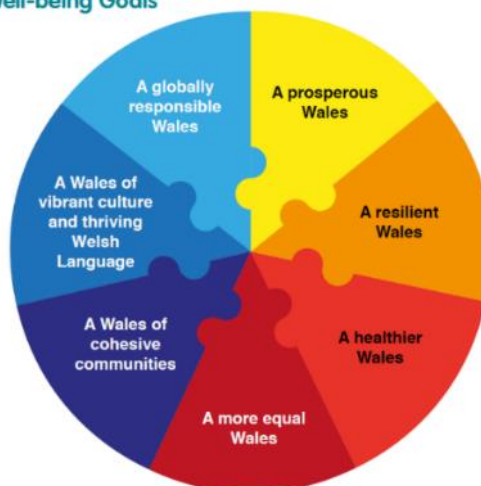 ell-being Goals
A globally
responsible
Wales
A prosperous
Wales
A resilient
Wales
A healthier
Wales
A more equal
Wales
A Wales of
cohesive
communities
A Wales of
vibrant culture
and thriving
Welsh
Language